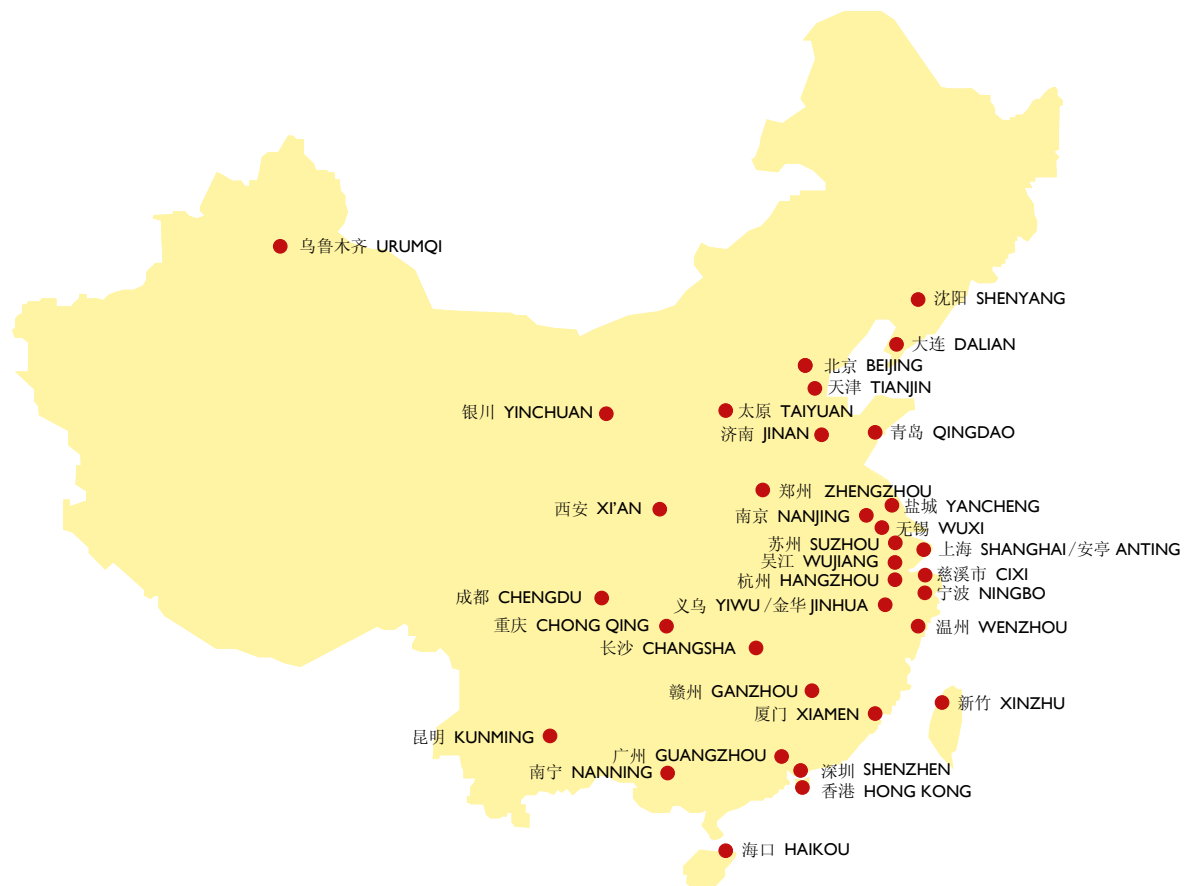 乌鲁木齐 URUMQI
沈阳 SHENYANG
大连 DALIAN
北京 BEIJING
天津 TIANJIN
银川 YINCHUAN
太原 TAIYUAN
济南 JINAN
青岛 QINGDAO
郑州 ZHENGZHOU
盐城 YANCHENG
西安 XI'AN
南京 NANJING
无锡 WUXI
苏州 SUZHOU
上海 SHANGHAI/安亭 ANTING
吴江 WUJIANG
慈溪市 CIXI
杭州 HANGZHOU
宁波 NINGBO
成都 CHENGDU
义乌 YIWU/金华 JINHUA
重庆 CHONG QING
温州 WENZHOU
长沙 CHANGSHA
赣州 GANZHOU
新竹 XINZHU
厦门 XIAMEN
昆明 KUNMING
广州 GUANGZHOU
南宁 NANNING
深圳 SHENZHEN
香港 HONG KONG
海口 HAIKOU